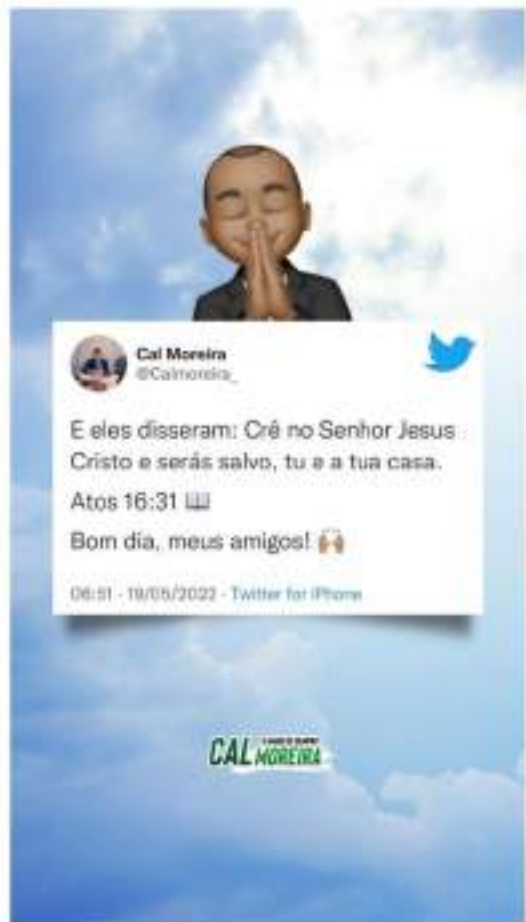 Cal Moreira
@Calmoreira_
E eles disseram: Crê no Senhor Jesus
Cristo e serás salvo, tu e a tua casa.
Atos 16:31 📖
Bom dia, meus amigos! 🙌🏽
06:51 · 19/05/2022 · Twitter for iPhone
CAL MOREIRA